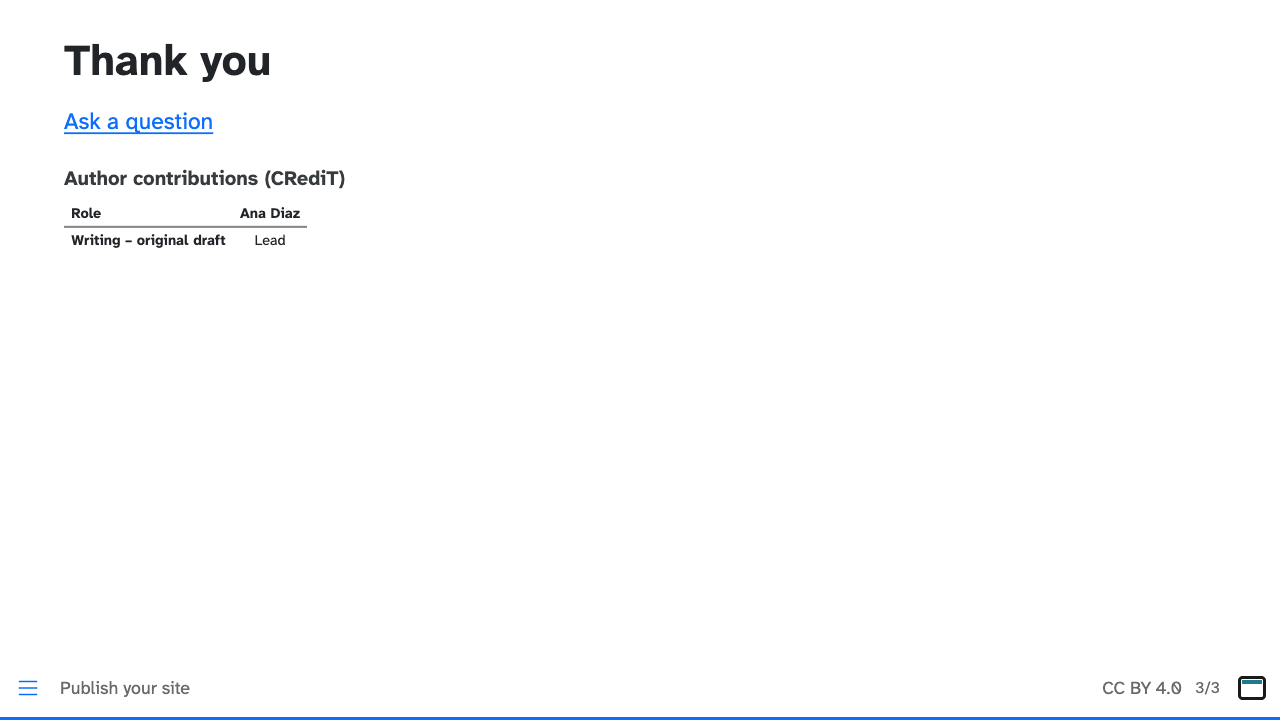 Thank you
Ask a question
Author contributions (CRediT)
Role Ana Diaz
Writing – original draft Lead
Publish your site CC BY 4.0 3/3